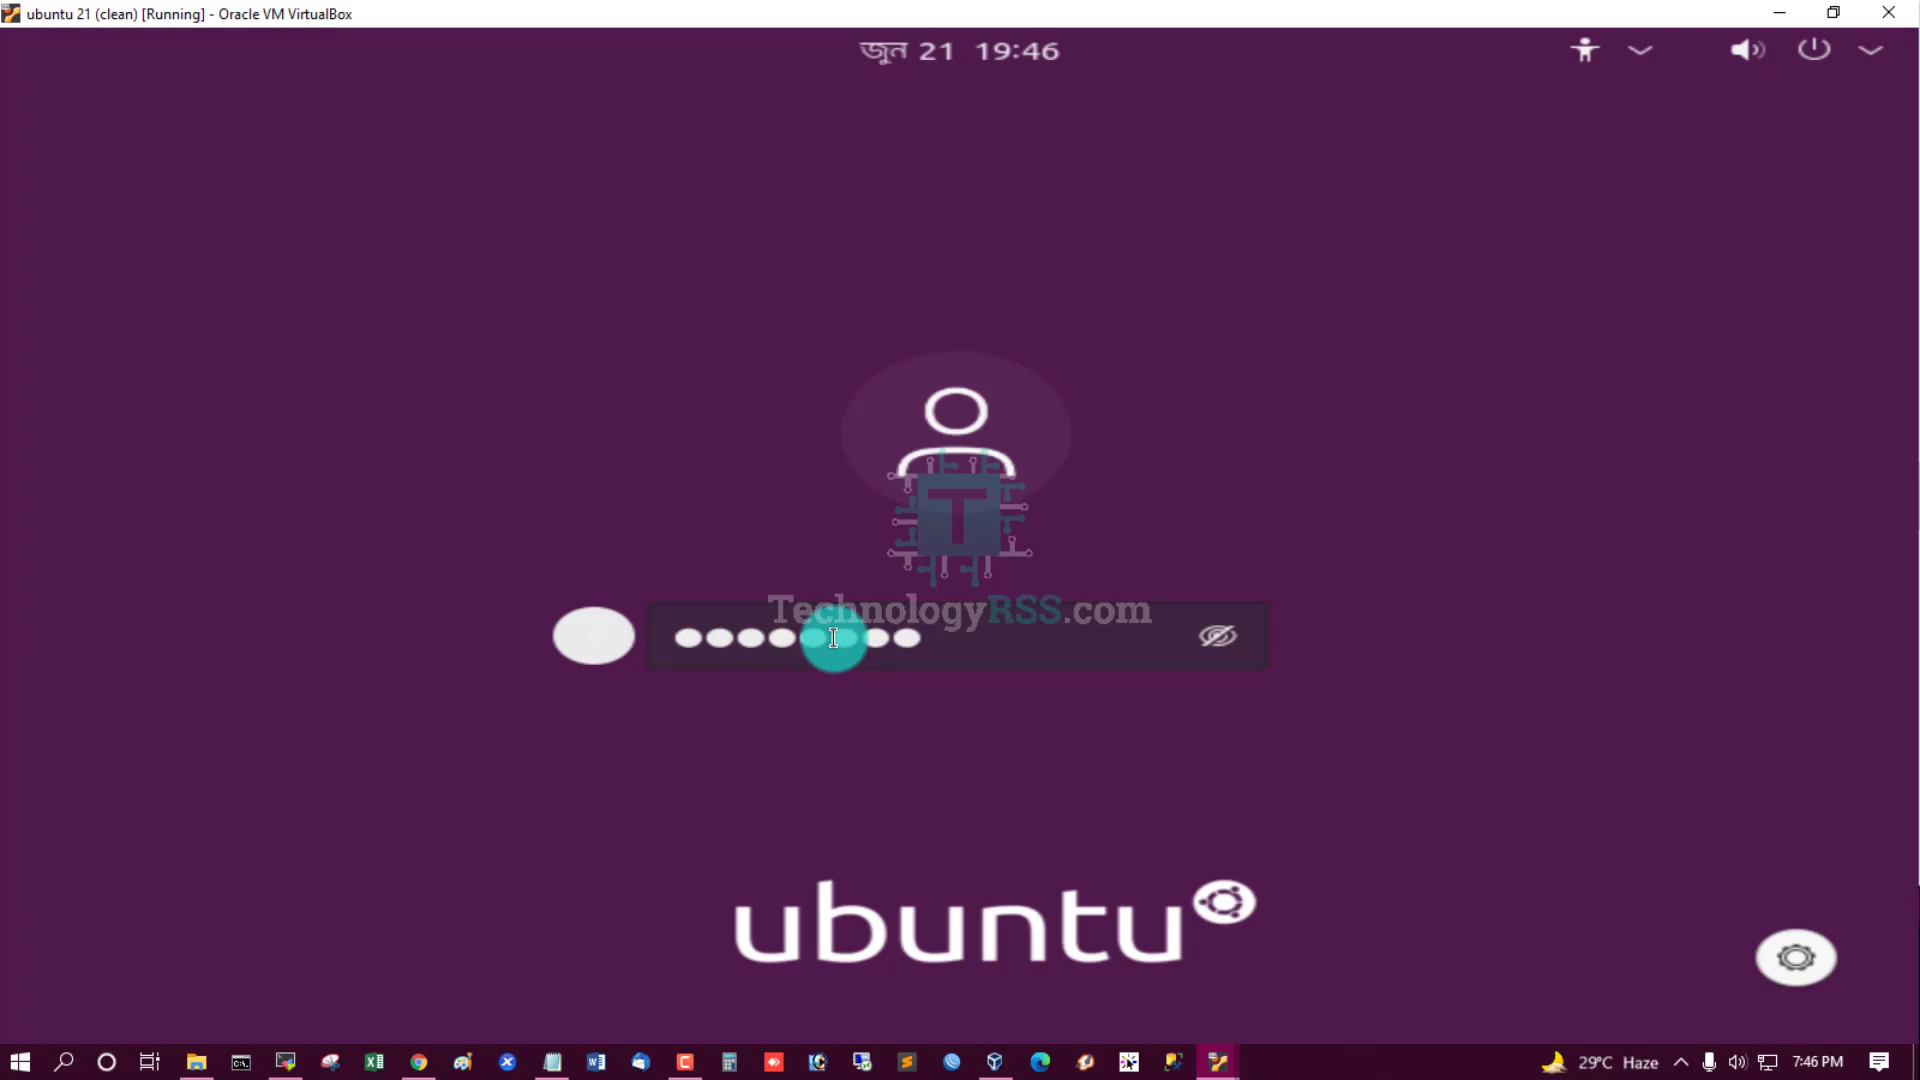 ubuntu 21 (clean) [Running] - Oracle VM VirtualBox
জুন 21 19:46
T
TechnologyRSS.com
ubuntu
29°C Haze
7:46 PM